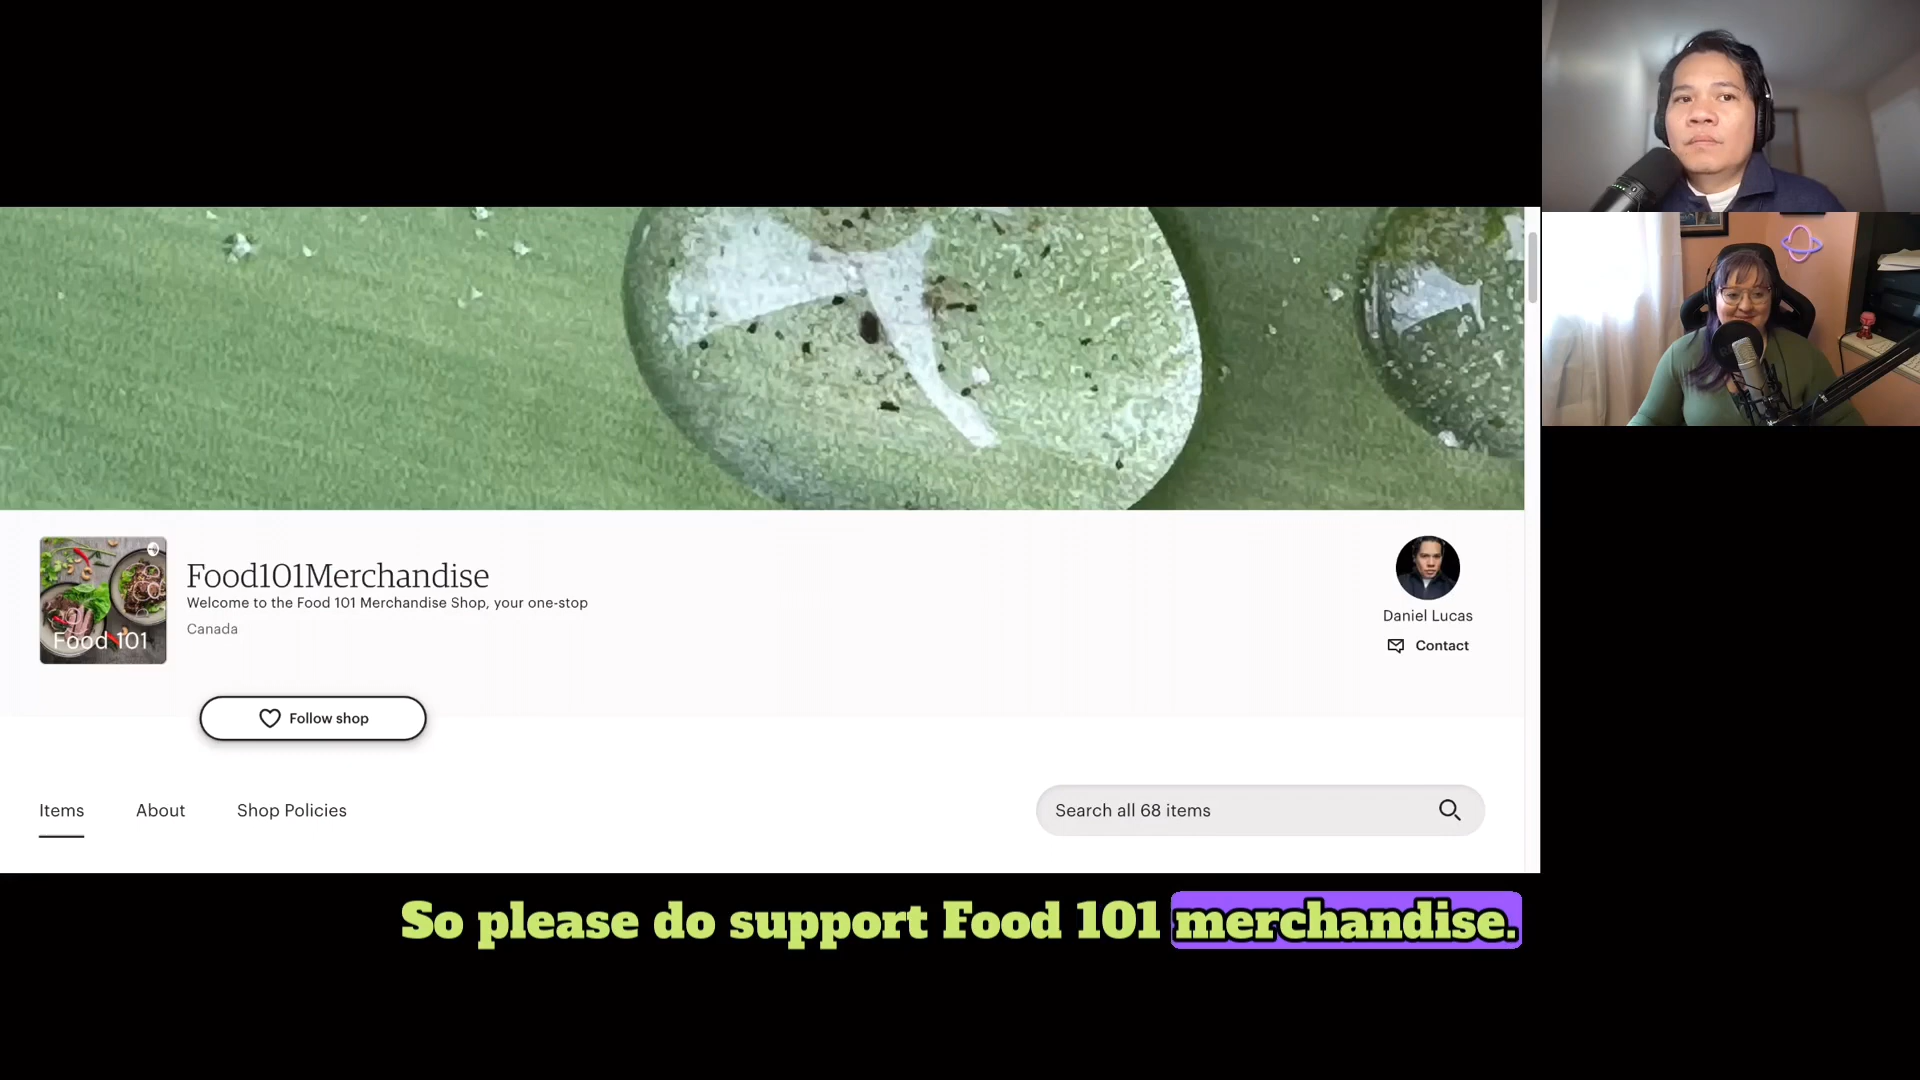 Food101Merchandise
Welcome to the Food 101 Merchandise Shop, your one-stop
Canada
Food 101
Daniel Lucas
Contact
Follow shop
Items
About
Shop Policies
Search all 68 items
So please do support Food 101 merchandise.